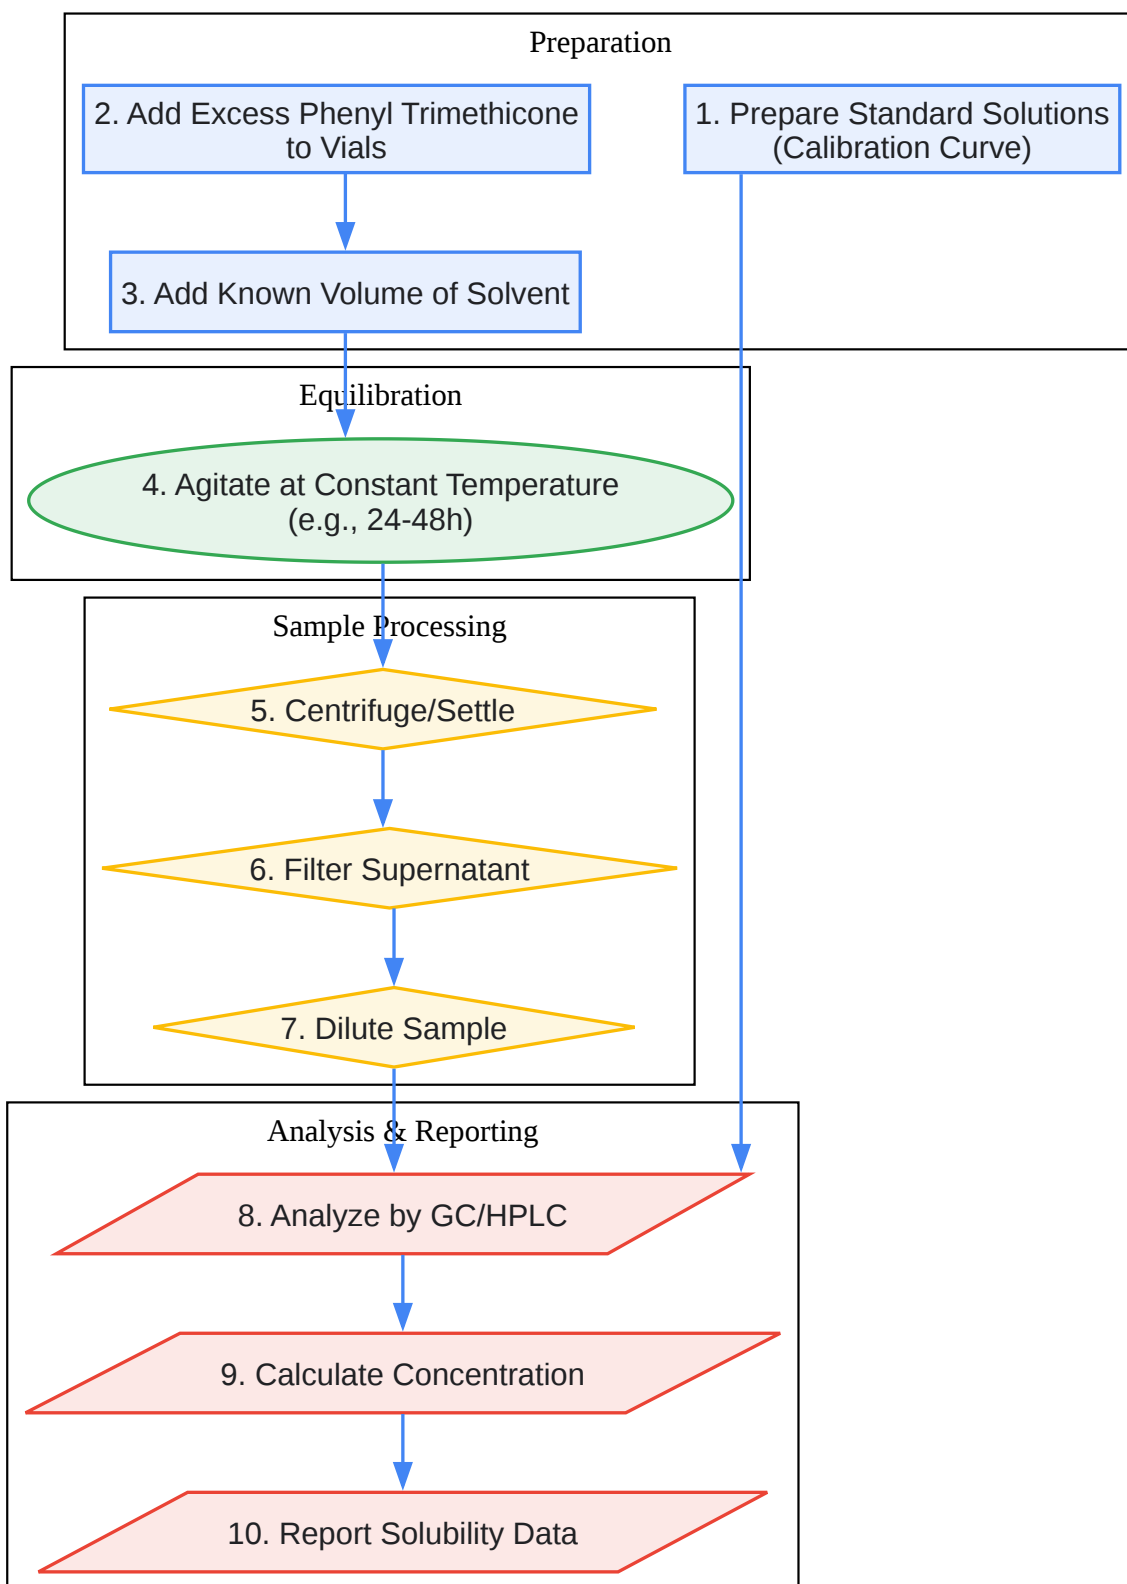 Preparation
2. Add Excess Phenyl Trimethicone
to Vials
1. Prepare Standard Solutions
(Calibration Curve)
3. Add Known Volume of Solvent
Equilibration
4. Agitate at Constant Temperature
(e.g., 24-48h)
Sample Processing
5. Centrifuge/Settle
6. Filter Supernatant
7. Dilute Sample
Analysis & Reporting
8. Analyze by GC/HPLC
9. Calculate Concentration
10. Report Solubility Data